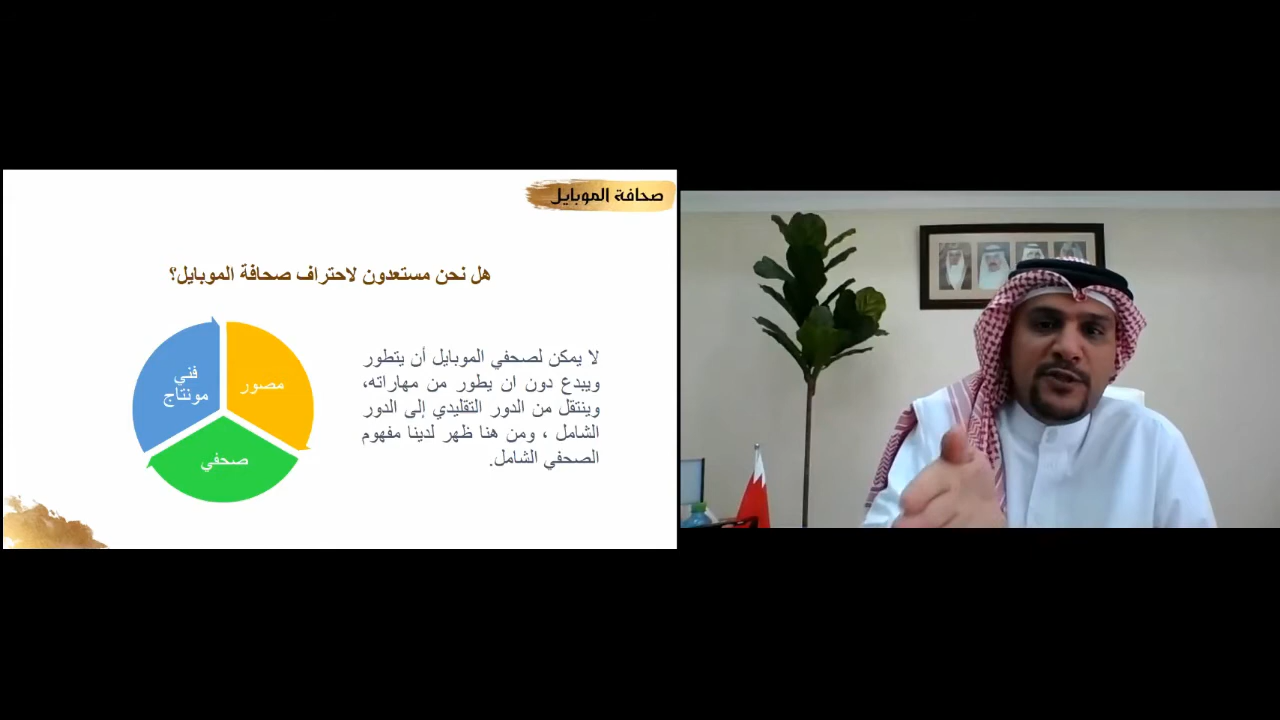 صحافة الموبايل
هل نحن مستعدون لاحتراف صحافة الموبايل؟
لا يمكن لصحفي الموبايل أن يتطور
ويبدع دون ان يطور من مهاراته،
وينتقل من الدور التقليدي إلى الدور
الشامل ، ومن هنا ظهر لدينا مفهوم
الصحفي الشامل.
مصور
فني
مونتاج
صحفي